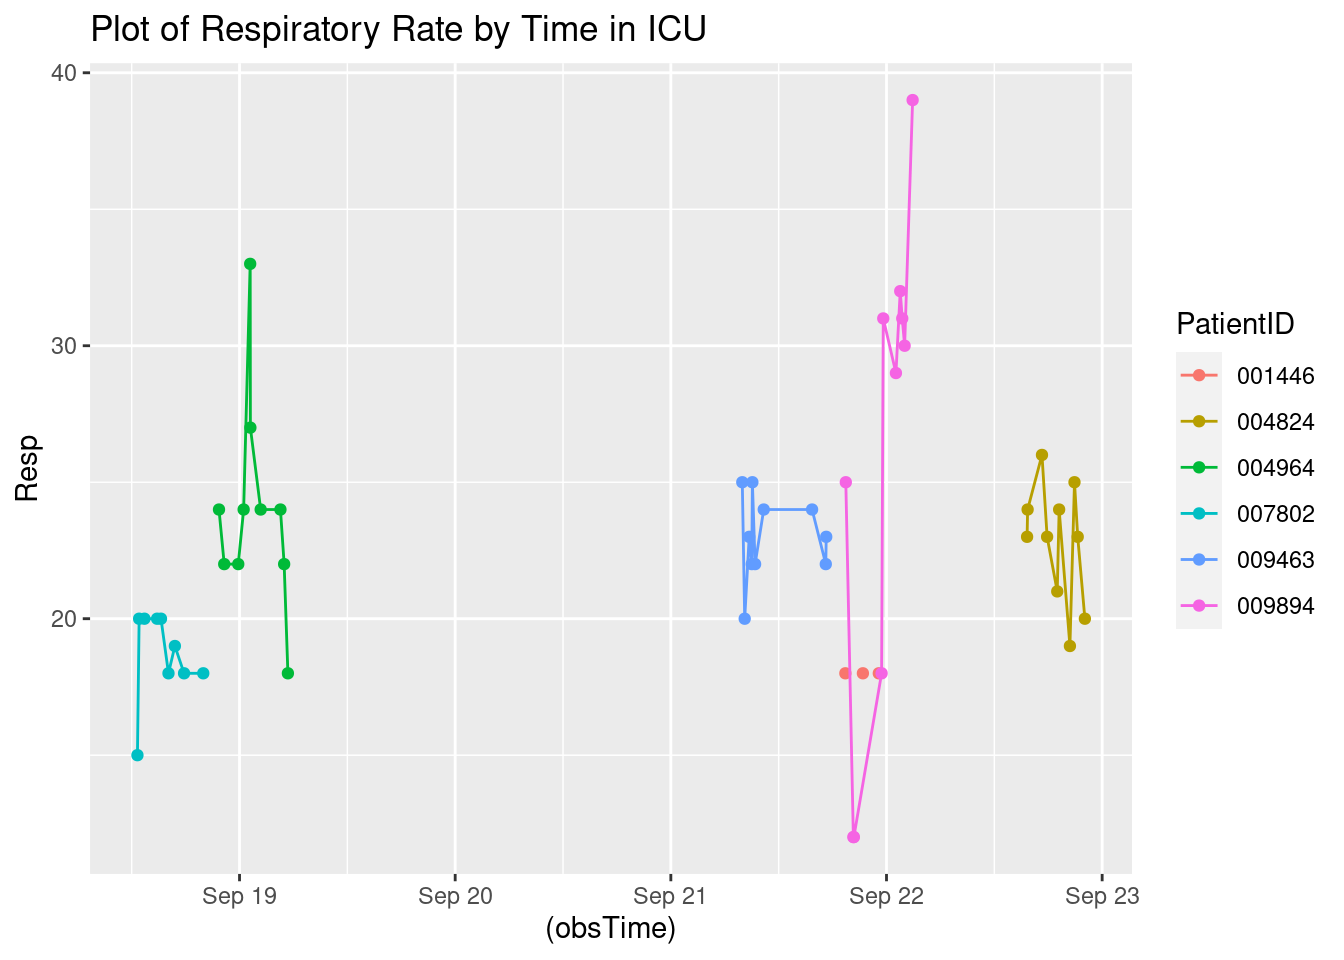 Plot of Respiratory Rate by Time in ICU
40
30
20
Resp
Sep 19
Sep 20
Sep 21
Sep 22
Sep 23
(obsTime)
PatientID
001446
004824
004964
007802
009463
009894